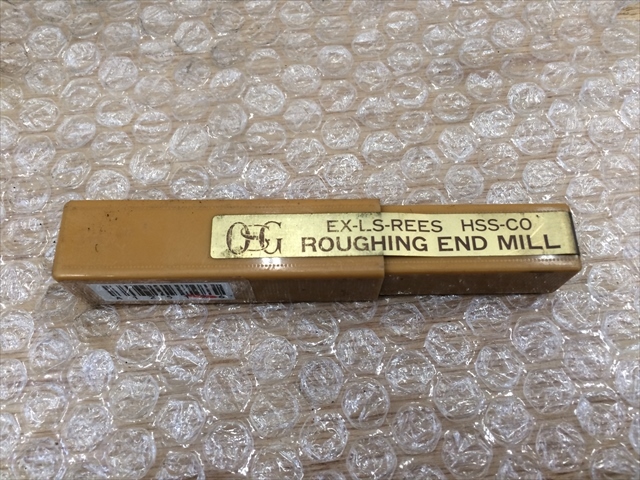 OSG
EX-LS-REES HSS-CO
ROUGHING END MILL